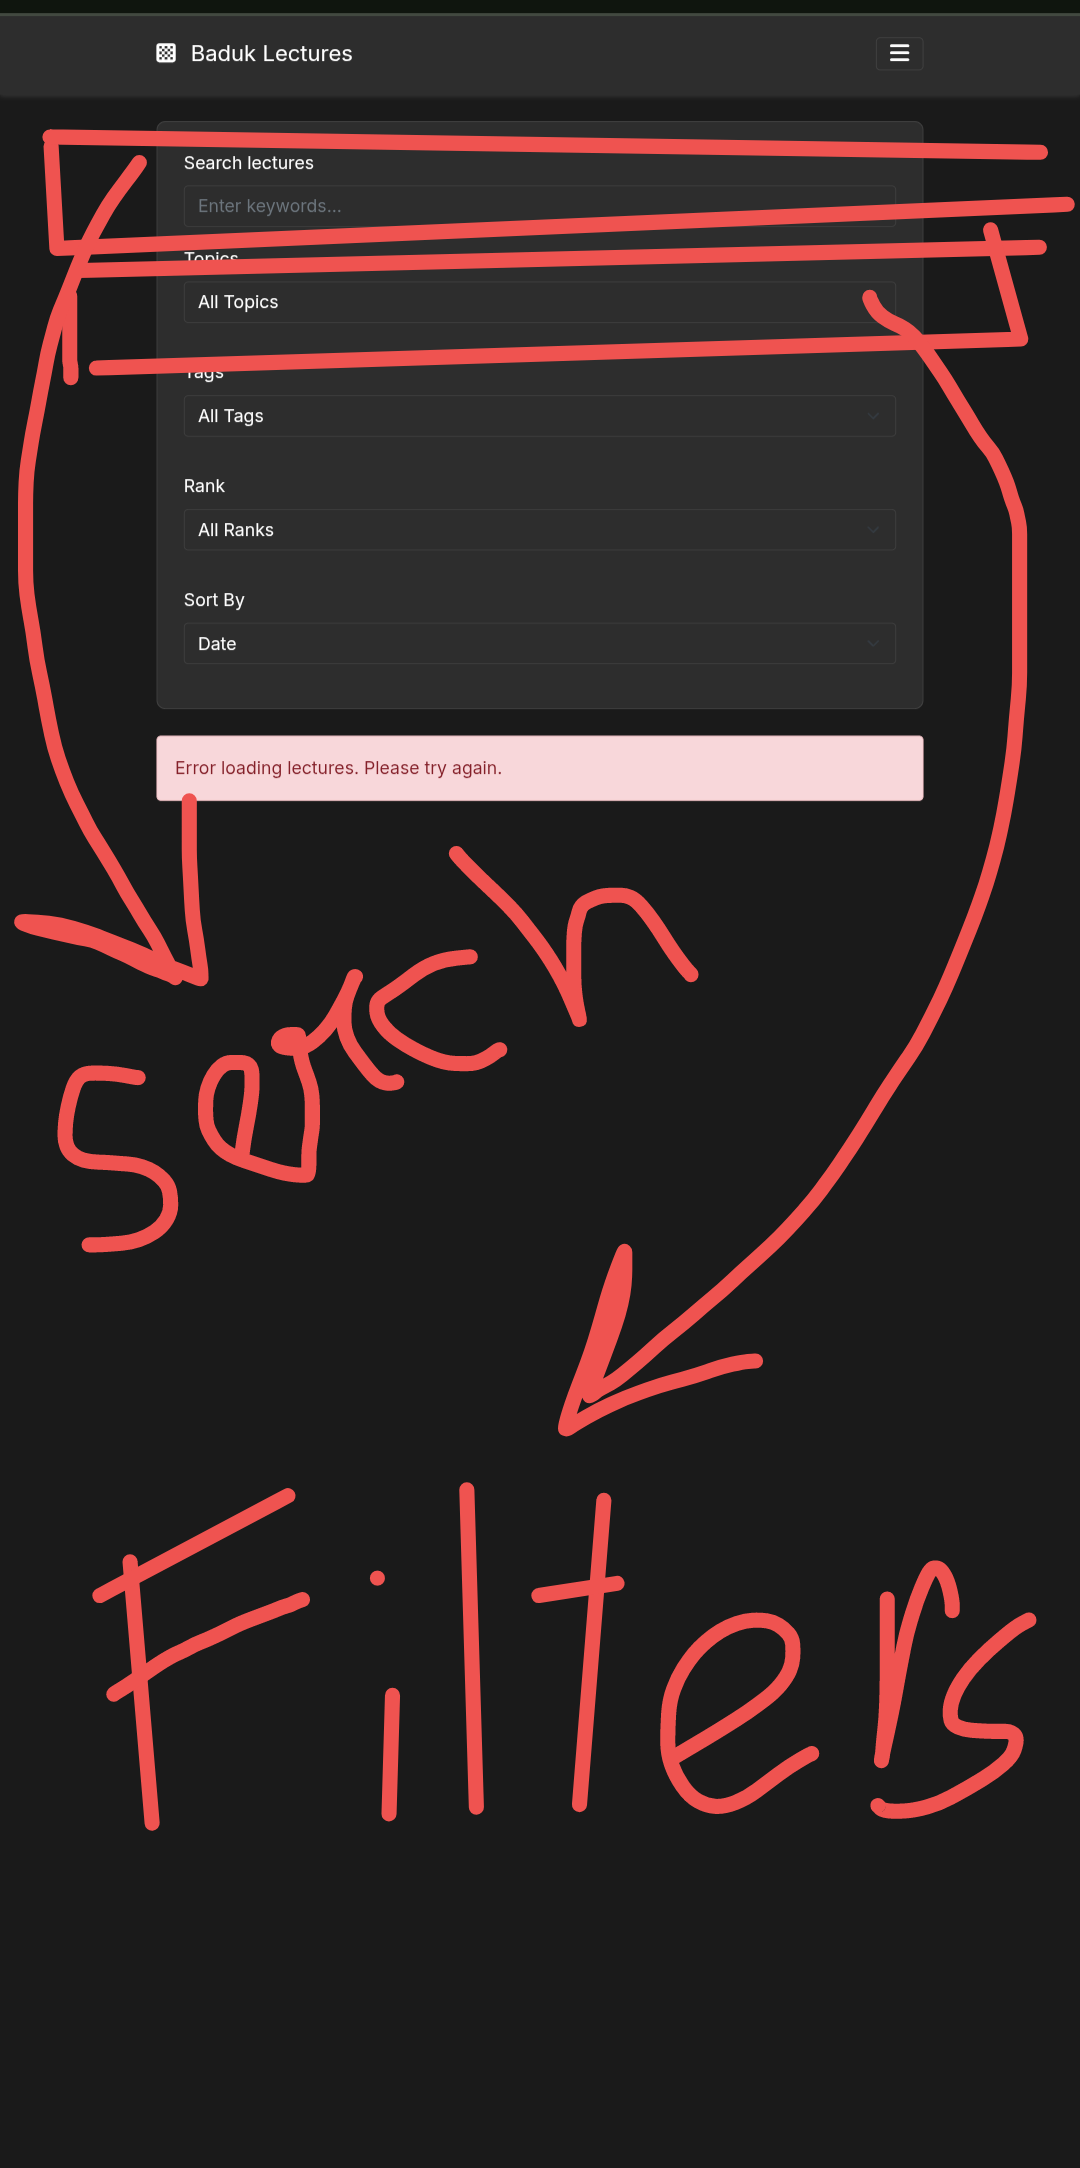 Baduk Lectures
Search lectures
Enter keywords...
Topics
All Topics
Tags
All Tags
Rank
All Ranks
Sort By
Date
Error loading lectures. Please try again.
Serch
Filters